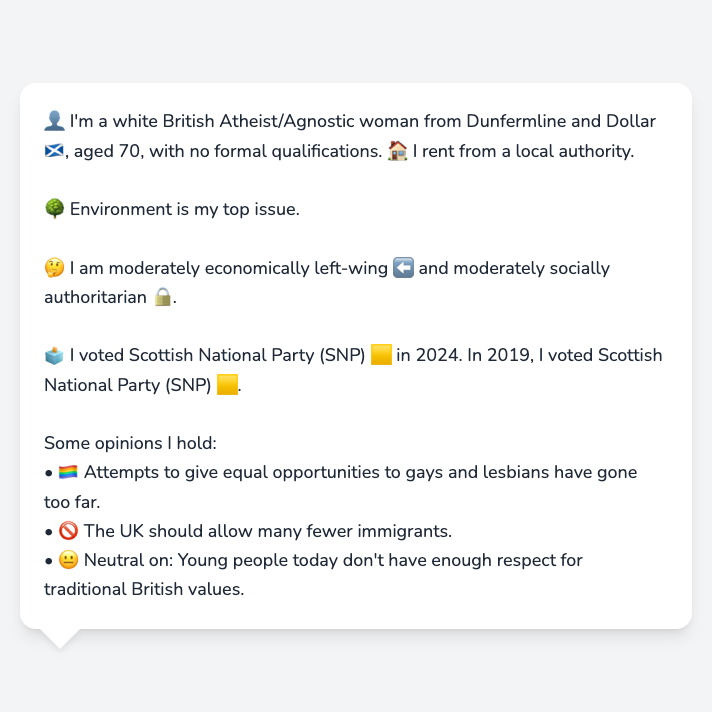 👤 I'm a white British Atheist/Agnostic woman from Dunfermline and Dollar
🏴󠁧󠁢󠁳󠁣󠁴󠁿, aged 70, with no formal qualifications. 🏠 I rent from a local authority.
🌳 Environment is my top issue.
🤔 I am moderately economically left-wing ⬅️ and moderately socially
authoritarian 🔒.
🗳️ I voted Scottish National Party (SNP) 🟨 in 2024. In 2019, I voted Scottish
National Party (SNP) 🟨.
Some opinions I hold:
• 🏳️‍🌈 Attempts to give equal opportunities to gays and lesbians have gone
too far.
• 🚫 The UK should allow many fewer immigrants.
• 😐 Neutral on: Young people today don't have enough respect for
traditional British values.